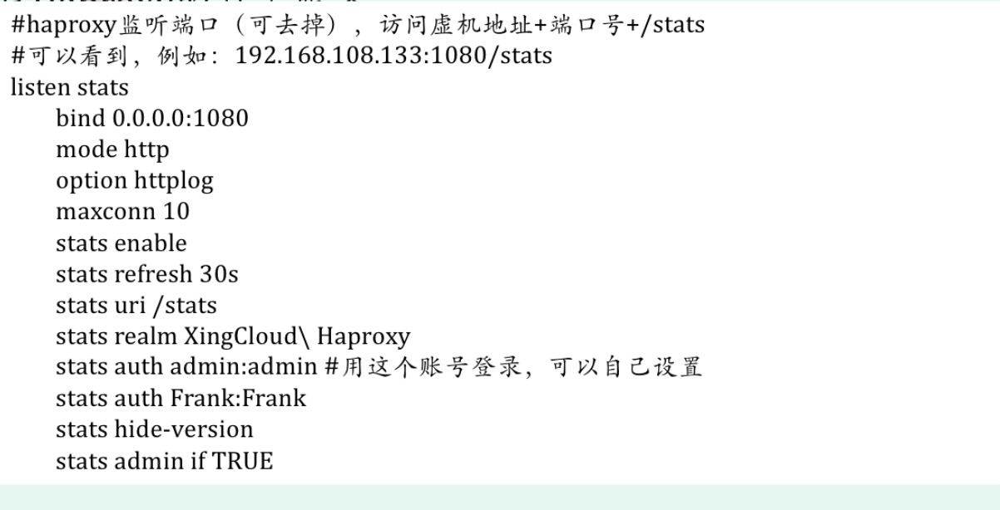 #haproxy监听端口（可去掉），访问虚机地址+端口号+/stats
#可以看到，例如：192.168.108.133:1080/stats
listen stats
bind 0.0.0.0:1080
mode http
option httplog
maxconn 10
stats enable
stats refresh 30s
stats uri /stats
stats realm XingCloud\ Haproxy
stats auth admin:admin #用这个账号登录，可以自己设置
stats auth Frank:Frank
stats hide-version
stats admin if TRUE